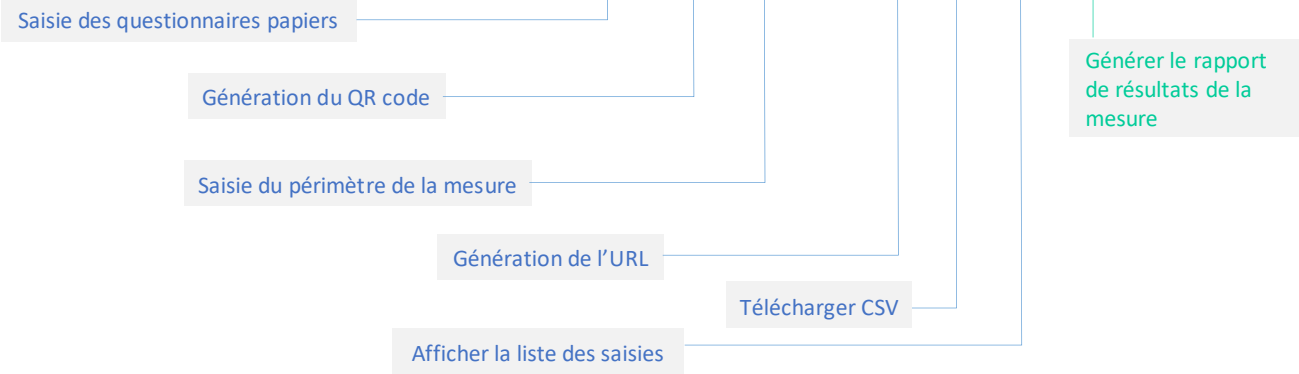 Saisie des questionnaires papiers
Générer le rapport
de résultats de la
mesure
Génération du QR code
Saisie du périmètre de la mesure
Génération de l’URL
Télécharger CSV
Afficher la liste des saisies